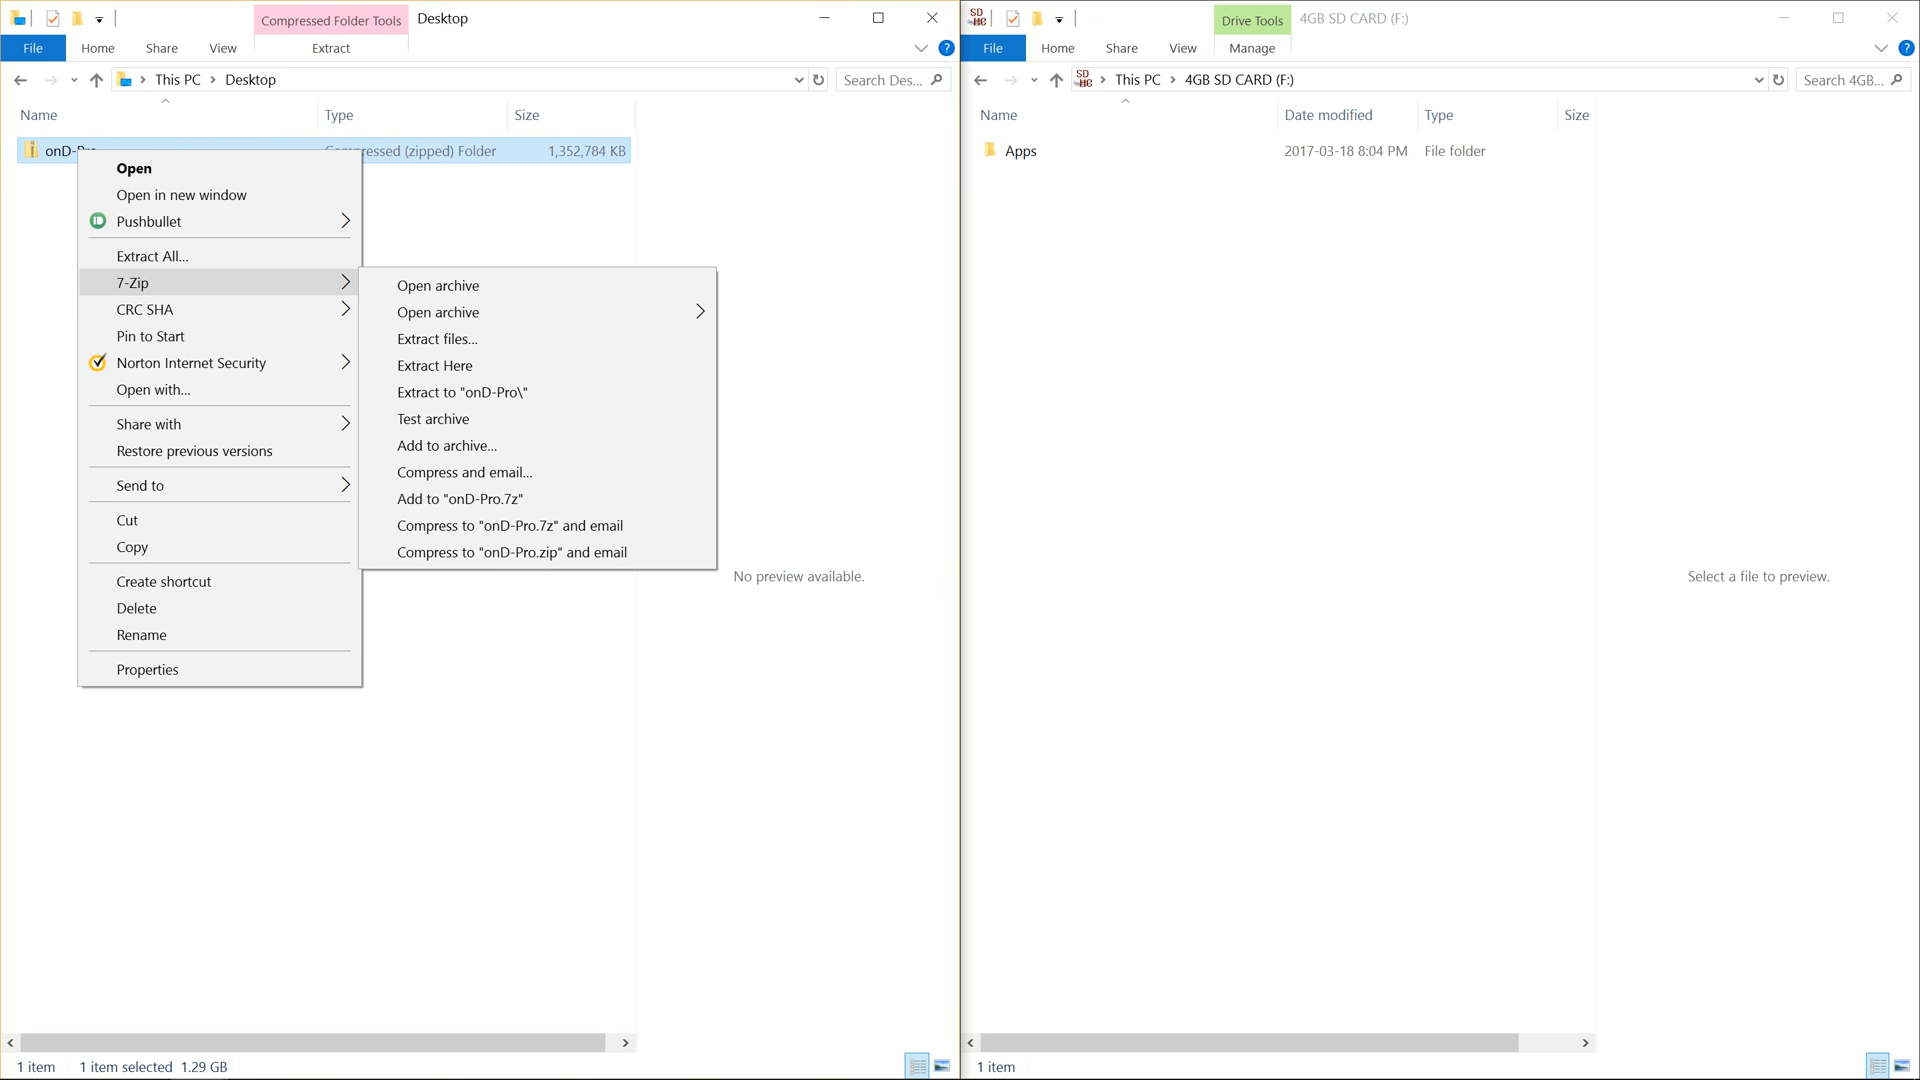 Compressed Folder Tools
Desktop
File
Home
Share
View
Extract
?
This PC
Desktop
Search Des...
Name
Type
Size
onD-Pro
Compressed (zipped) Folder
1,352,784 KB
Open
Open in new window
Pushbullet
Extract All...
7-Zip
CRC SHA
Pin to Start
Norton Internet Security
Open with...
Share with
Restore previous versions
Send to
Cut
Copy
Create shortcut
Delete
Rename
Properties
Open archive
Open archive
Extract files...
Extract Here
Extract to "onD-Pro\"
Test archive
Add to archive...
Compress and email...
Add to "onD-Pro.7z"
Compress to "onD-Pro.7z" and email
Compress to "onD-Pro.zip" and email
No preview available.
1 item
1 item selected 1.29 GB
SD
HC
Drive Tools
4GB SD CARD (F:)
File
Home
Share
View
Manage
?
SD
HC
This PC
4GB SD CARD (F:)
Search 4GB...
Name
Date modified
Type
Size
Apps
2017-03-18 8:04 PM
File folder
Select a file to preview.
1 item